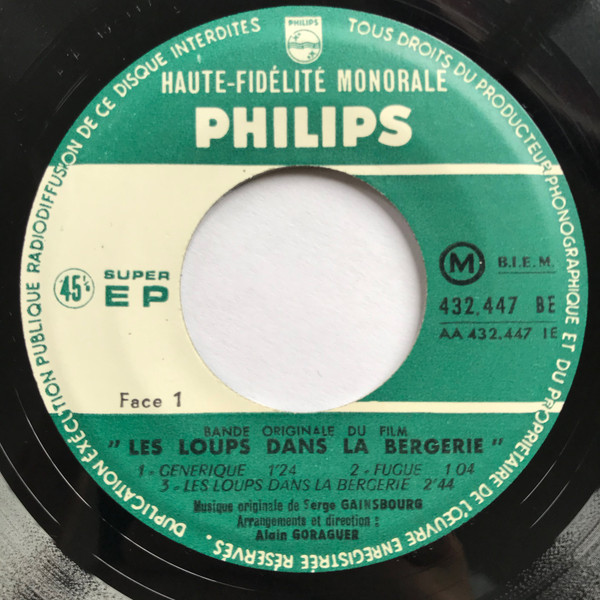 PHILIPS
TOUS DROITS DU PRODUCTEUR PHONOGRAPHIQUE ET DU PROPRIETAIRE DE L'ŒUVRE ENREGISTRÉE RÉSERVÉS. DUPLICATION EXÉCUTION PUBLIQUE RADIODIFFUSION DE CE DISQUE INTERDITES
HAUTE-FIDÉLITÉ MONORALE
PHILIPS
45 SUPER
EP
M B.I.E.M.
432.447 BE
AA 432.447 1E
Face 1
BANDE ORIGINALE DU FILM
" LES LOUPS DANS LA BERGERIE "
1 - GENERIQUE 1'24 2 - FUGUE 1 04
3 - LES LOUPS DANS LA BERGERIE 2'44
Musique originale de Serge GAINSBOURG
Arrangements et direction :
Alain GORAGUER